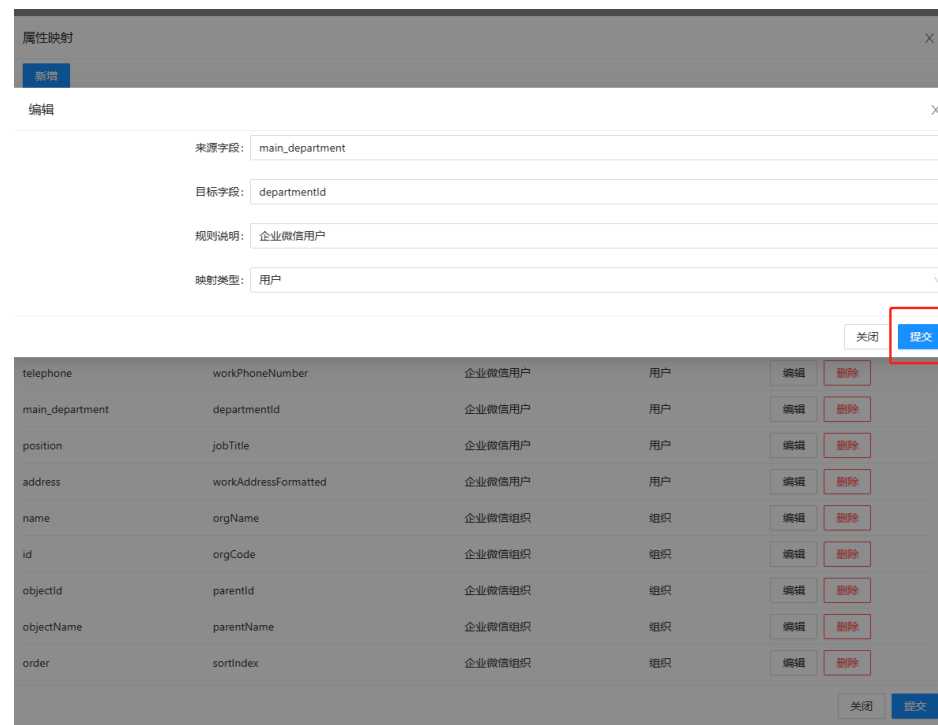 属性映射
新增
编辑
来源字段： main_department
目标字段： departmentId
规则说明： 企业微信用户
映射类型： 用户
关闭 提交
telephone workPhoneNumber 企业微信用户 用户 编辑 删除
main_department departmentId 企业微信用户 用户 编辑 删除
position jobTitle 企业微信用户 用户 编辑 删除
address workAddressFormatted 企业微信用户 用户 编辑 删除
name orgName 企业微信组织 组织 编辑 删除
id orgCode 企业微信组织 组织 编辑 删除
objectId parentId 企业微信组织 组织 编辑 删除
objectName parentName 企业微信组织 组织 编辑 删除
order sortIndex 企业微信组织 组织 编辑 删除
关闭 提交